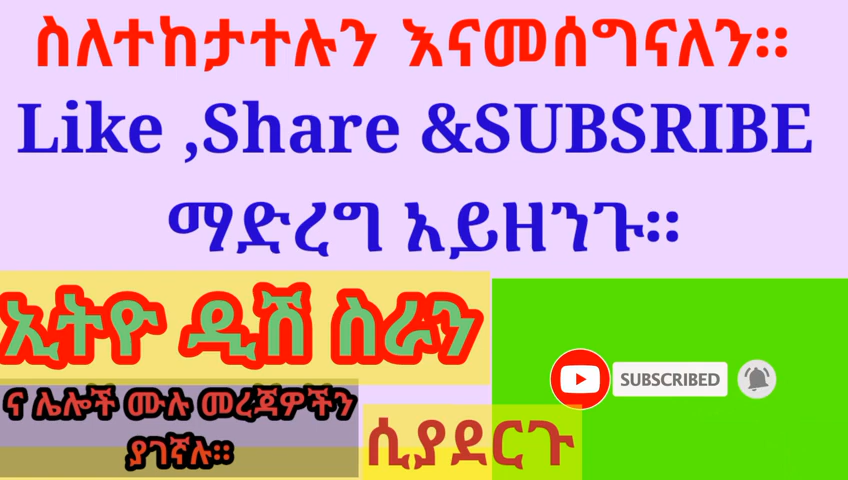 ስለተከታተሉን እናመሰግናለን።
Like ,Share &SUBSRIBE
ማድረግ አይዘንጉ።
ኢትዮ ዲሽ ስራን
ና ሌሎች ሙሉ መረጃዎችን
ያገኛሉ።
ሲያደርጉ
SUBSCRIBED